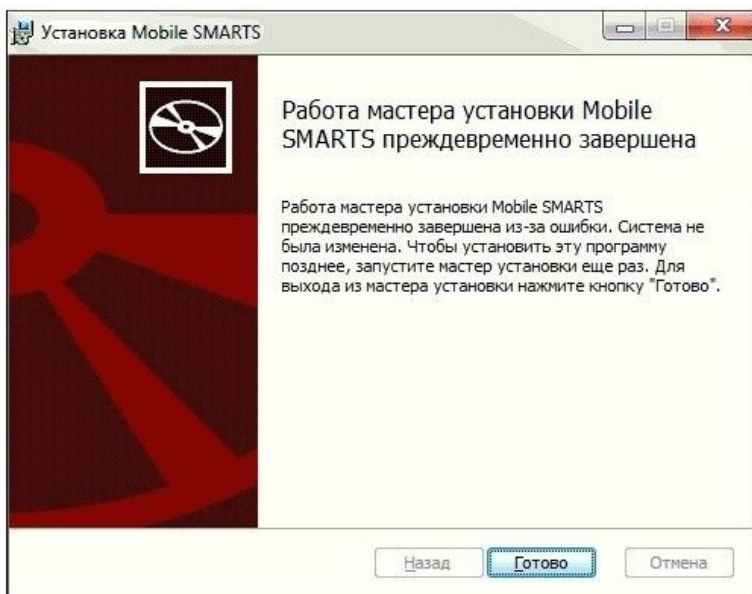 Установка Mobile SMARTS
Работа мастера установки Mobile
SMARTS преждевременно завершена
Работа мастера установки Mobile SMARTS
преждевременно завершена из-за ошибки. Система не
была изменена. Чтобы установить эту программу
позднее, запустите мастер установки еще раз. Для
выхода из мастера установки нажмите кнопку "Готово".
Назад
Готово
Отмена